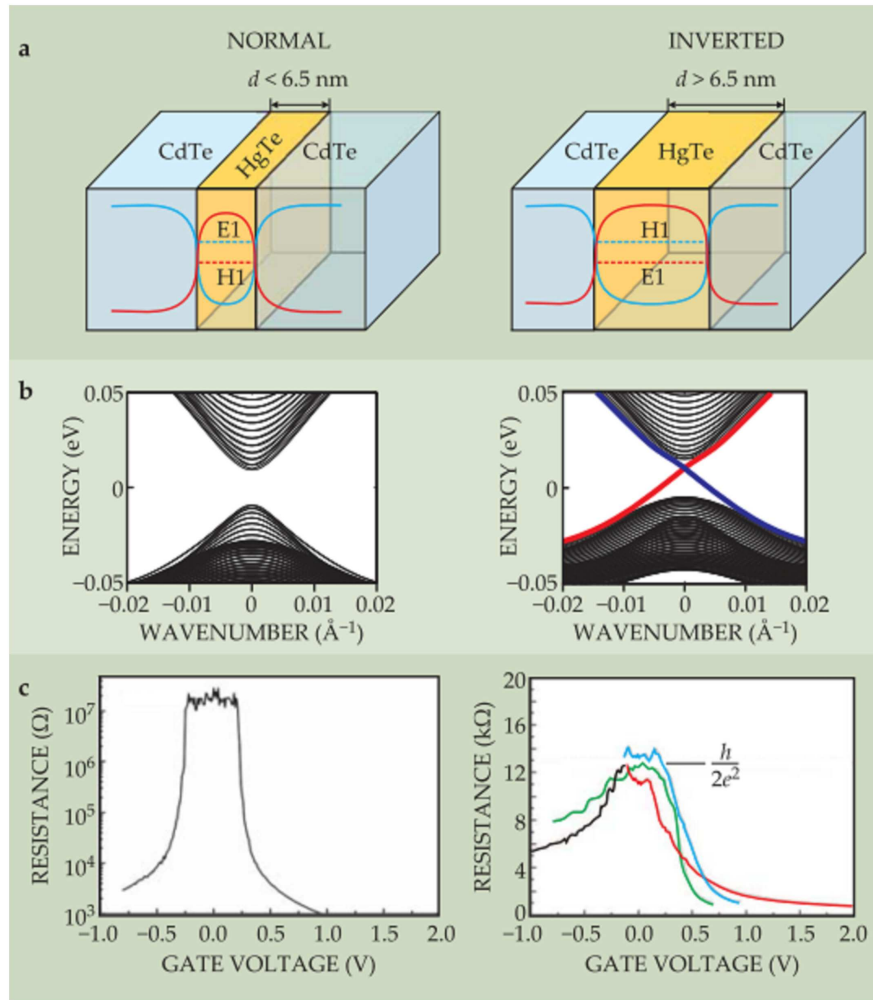 a
NORMAL
INVERTED
d < 6.5 nm
d > 6.5 nm
CdTe
HgTe
CdTe
CdTe
HgTe
CdTe
E1
H1
H1
E1
b
0.05
0
−0.05
ENERGY (eV)
−0.02 −0.01 0 0.01 0.02
WAVENUMBER (Å⁻¹)
0.05
0
−0.05
ENERGY (eV)
−0.02 −0.01 0 0.01 0.02
WAVENUMBER (Å⁻¹)
c
10⁷
10⁶
10⁵
10⁴
10³
RESISTANCE (Ω)
−1.0 −0.5 0.0 0.5 1.0 1.5 2.0
GATE VOLTAGE (V)
20
16
12
8
4
0
RESISTANCE (kΩ)
h
2e²
−1.0 −0.5 0.0 0.5 1.0 1.5 2.0
GATE VOLTAGE (V)